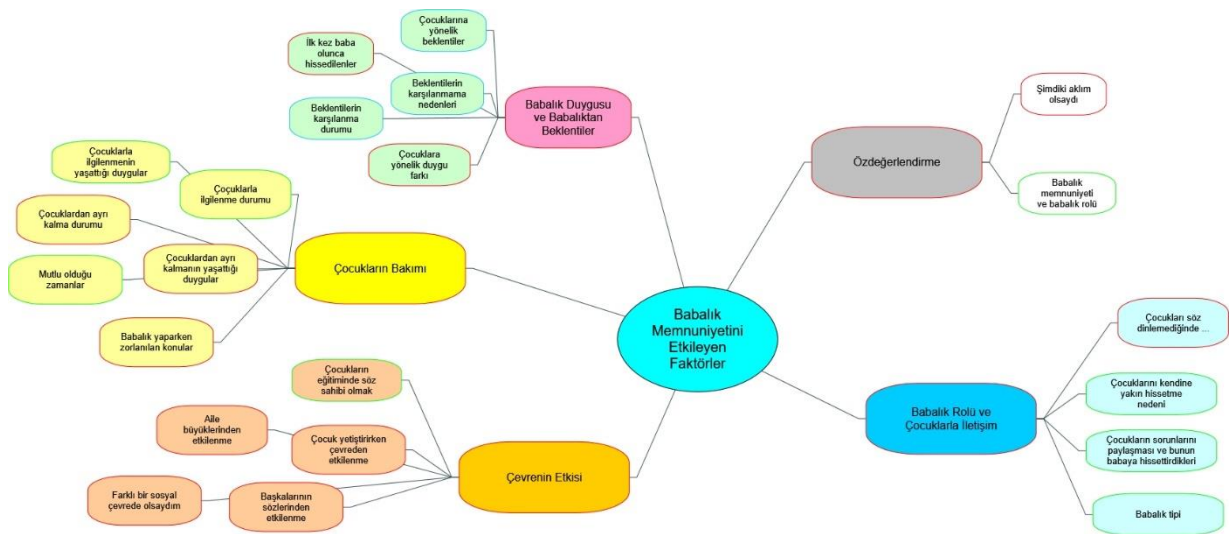 Çocuklarına
yönelik
beklentiler
İlk kez baba
olunca
hissedilenler
Beklentilerin
karşılanmama
nedenleri
Beklentilerin
karşılanma
durumu
Çocuklara
yönelik duygu
farkı
Babalık Duygusu
ve Babalıktan
Beklentiler
Şimdiki aklım
olsaydı
Özdeğerlendirme
Babalık
memnuniyeti
ve babalık rolü
Çocuklarla
ilgilenmenin
yaşattığı duygular
Çoçuklarla
ilgilenme durumu
Çocuklardan ayrı
kalma durumu
Çocuklardan ayrı
kalmanın yaşattığı
duygular
Mutlu olduğu
zamanlar
Babalık yaparken
zorlanılan konular
Çocukların Bakımı
Babalık
Memnuniyetini
Etkileyen
Faktörler
Çocukları söz
dinlemediğinde ...
Çocuklarını kendine
yakın hissetme
nedeni
Babalık Rolü ve
Çocuklarla İletişim
Çocukların sorunlarını
paylaşması ve bunun
babaya hissettirdikleri
Babalık tipi
Çocukların
eğitiminde söz
sahibi olmak
Aile
büyüklerinden
etkilenme
Çocuk yetiştirirken
çevreden
etkilenme
Farklı bir sosyal
çevrede olsaydım
Başkalarının
sözlerinden
etkilenme
Çevrenin Etkisi